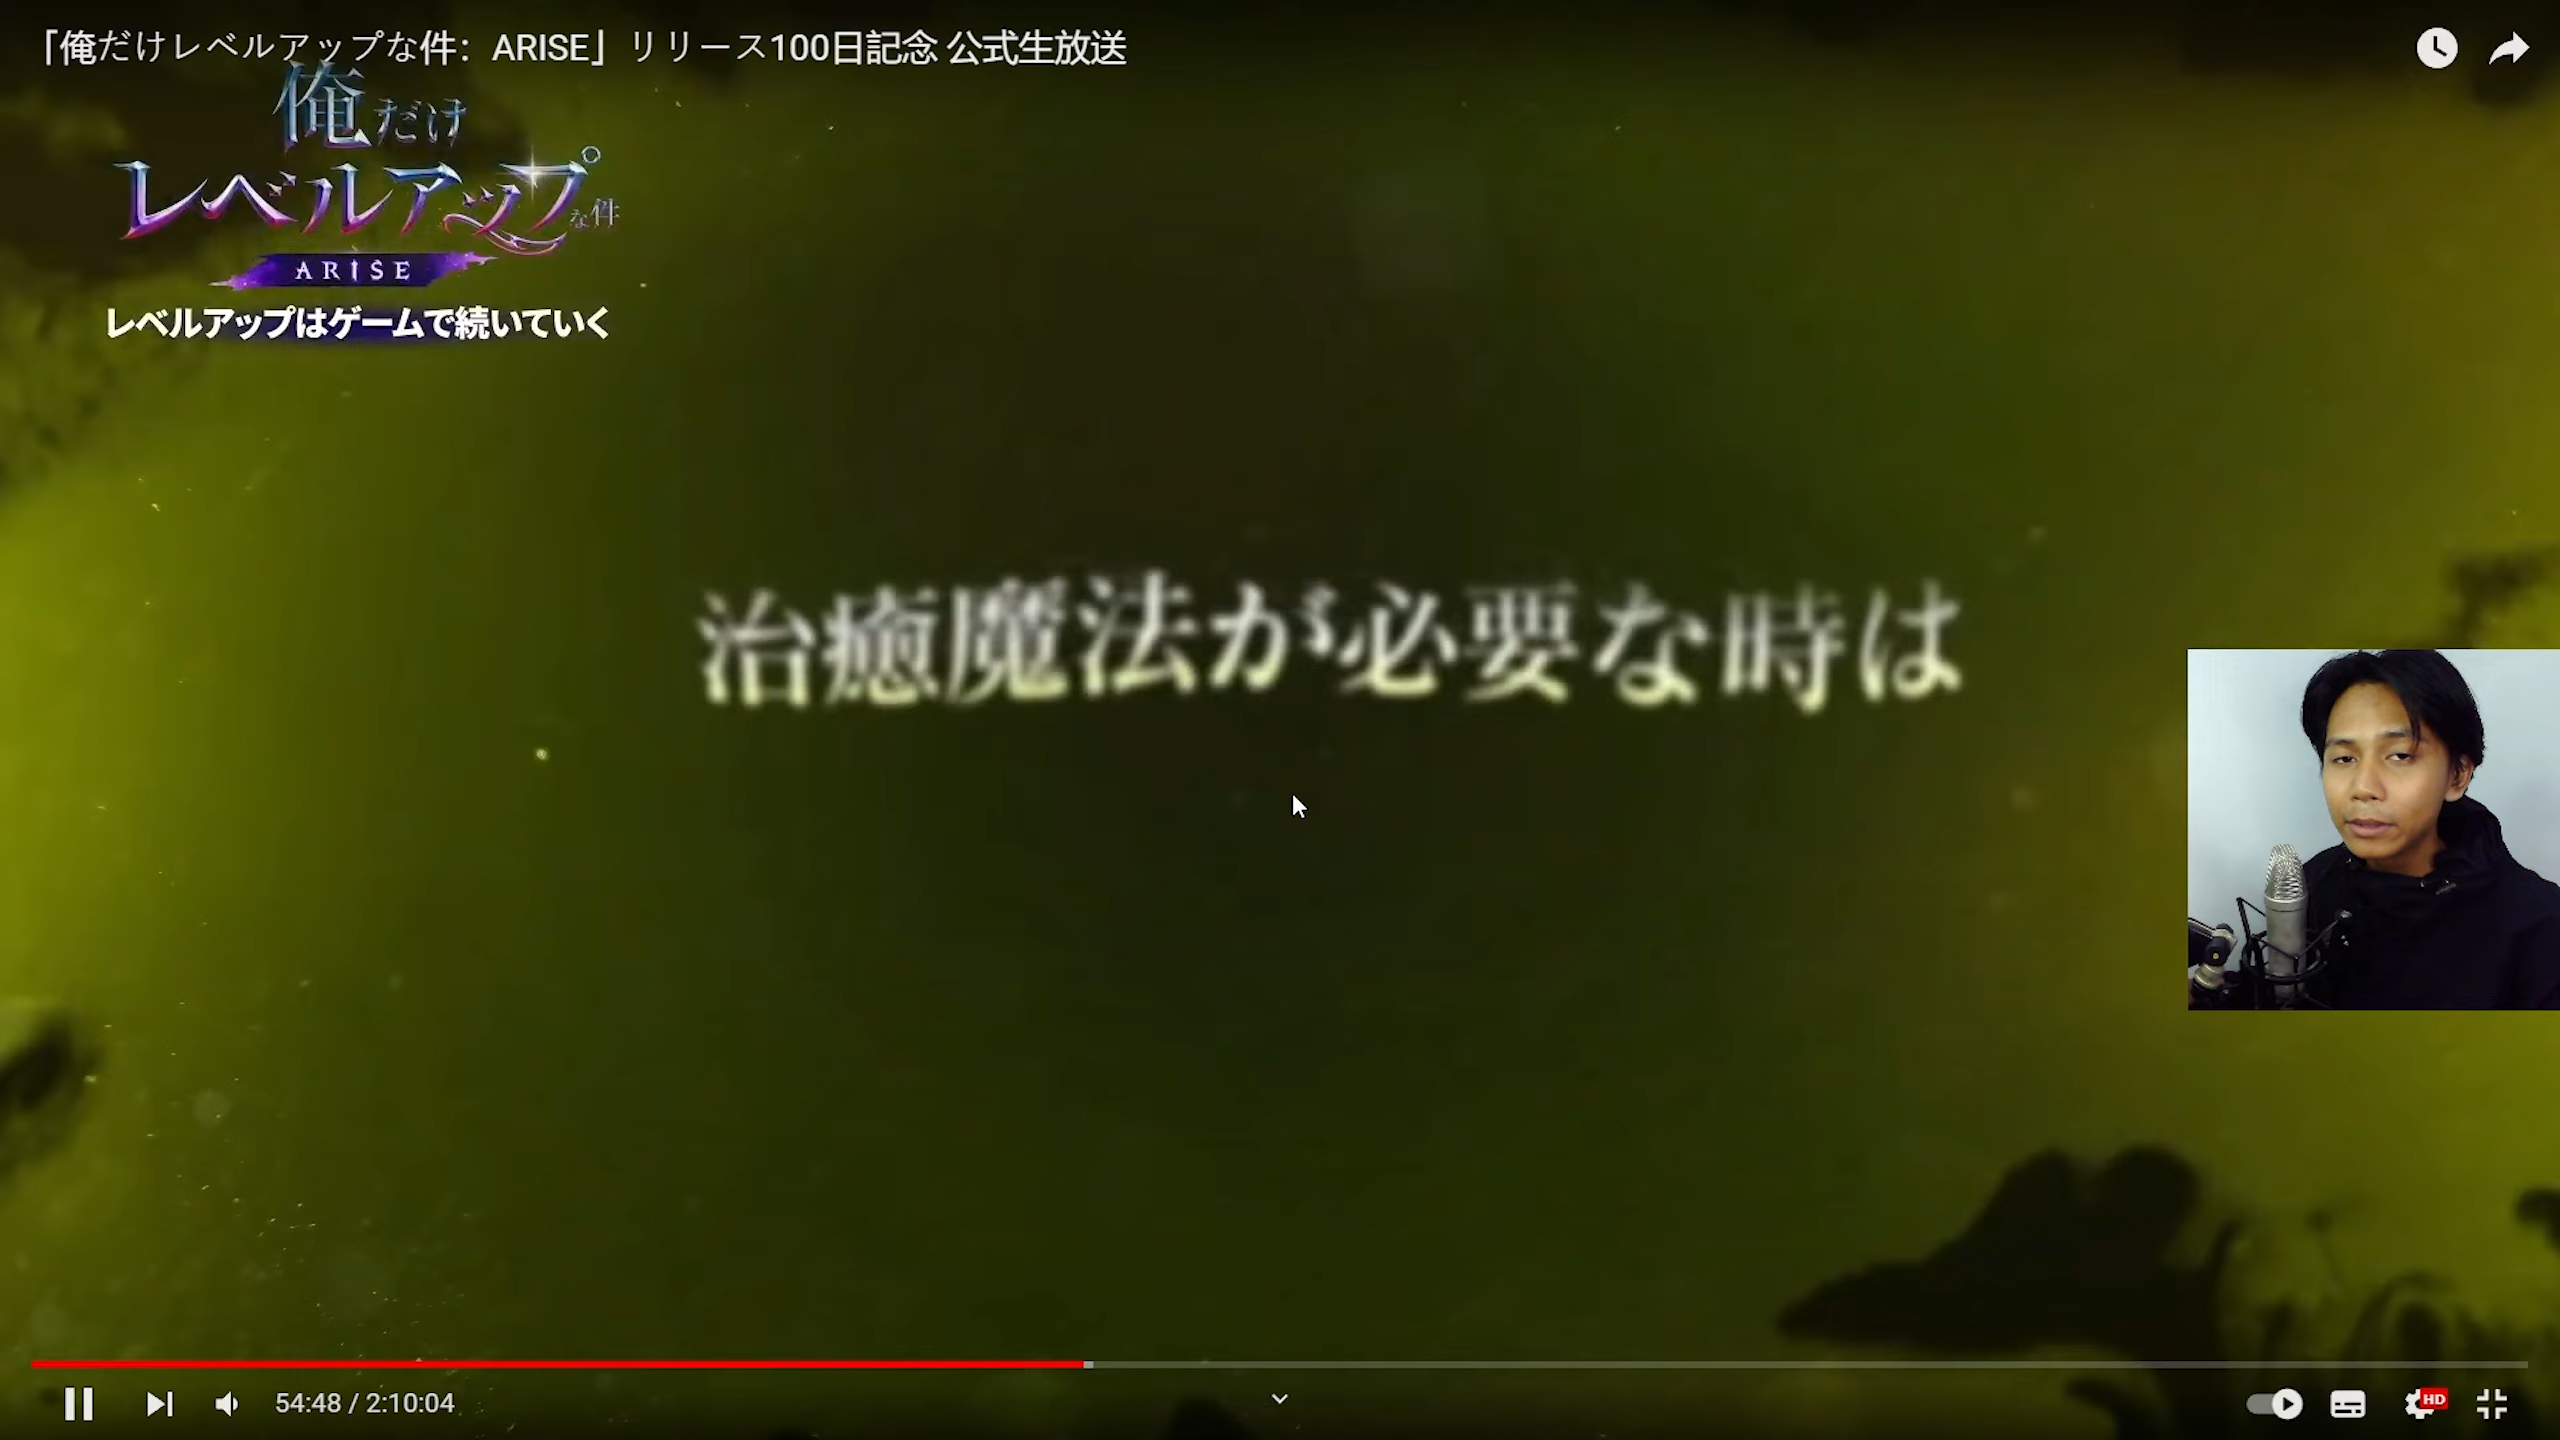 「俺だけレベルアップな件：ARISE」リリース100日記念 公式生放送
俺だけ
レベルアップな件
ARISE
レベルアップはゲームで続いていく
治癒魔法が必要な時は
54:48 / 2:10:04
HD